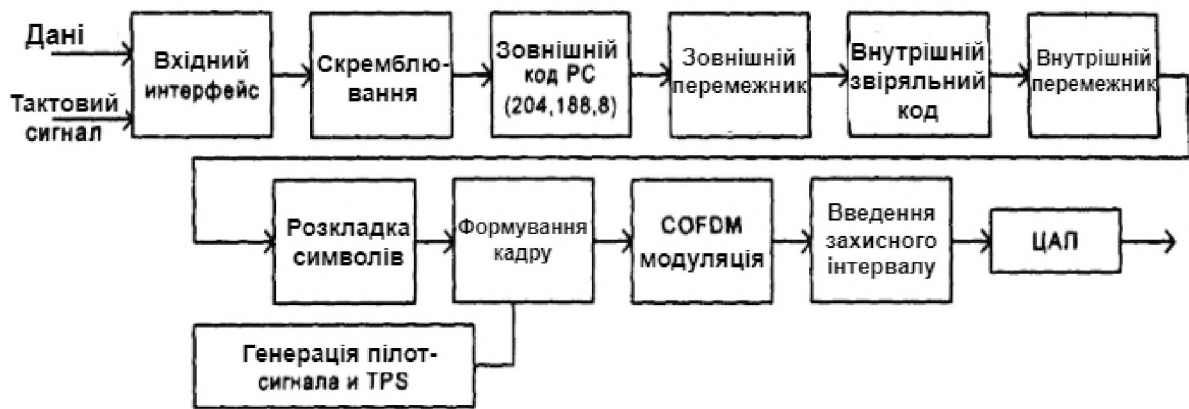 Дані
Тактовий
сигнал
Вхідний
интерфейс
Скремблю-
вання
Зовнішній
код РС
(204,188,8)
Зовнішній
перемежник
Внутрішній
звіряльний
код
Внутрішній
перемежник
Розкладка
символів
Формування
кадру
COFDM
модуляція
Введення
захисного
інтервалу
ЦАП
Генерація пілот-
сигнала и TPS